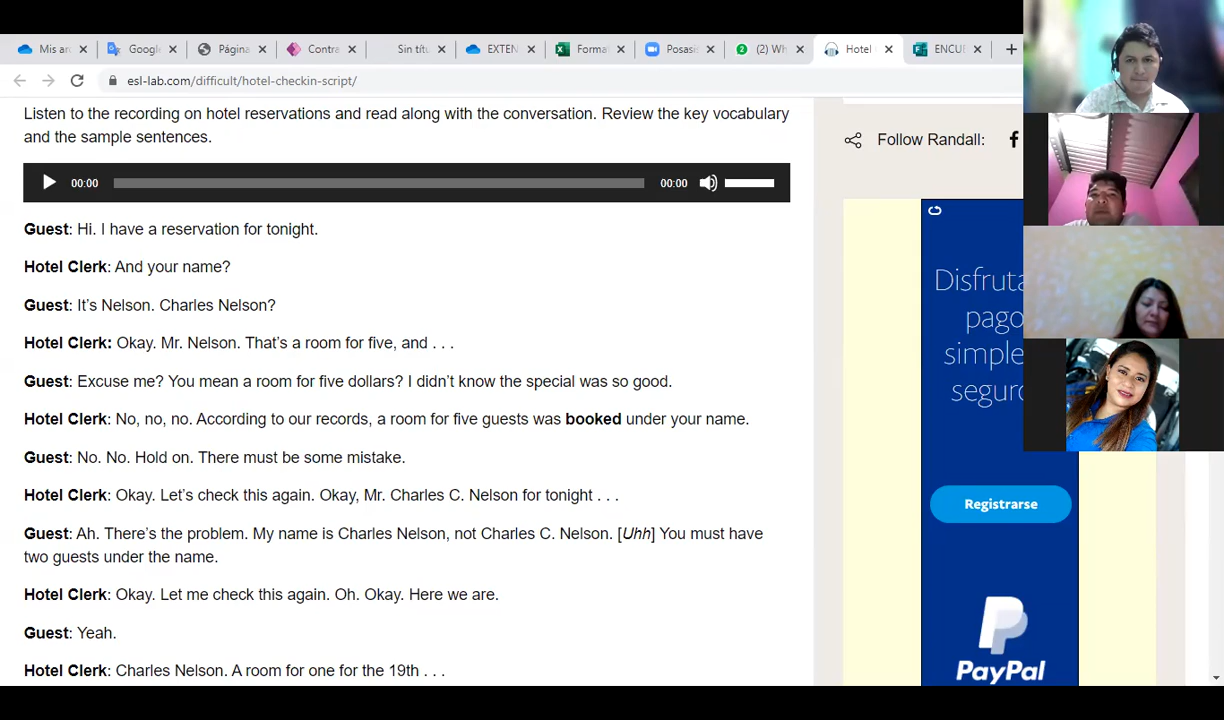 Mis ar
Googl
Página
Contra
Sin títu
EXTEN
Forma
Posas
(2) Wh
Hotel
ENCU
esl-lab.com/difficult/hotel-checkin-script/
Listen to the recording on hotel reservations and read along with the conversation. Review the key vocabulary
and the sample sentences.
00:00
00:00
Guest: Hi. I have a reservation for tonight.
Hotel Clerk: And your name?
Guest: It’s Nelson. Charles Nelson?
Hotel Clerk: Okay. Mr. Nelson. That’s a room for five, and . . .
Guest: Excuse me? You mean a room for five dollars? I didn’t know the special was so good.
Hotel Clerk: No, no, no. According to our records, a room for five guests was booked under your name.
Guest: No. No. Hold on. There must be some mistake.
Hotel Clerk: Okay. Let’s check this again. Okay, Mr. Charles C. Nelson for tonight . . .
Guest: Ah. There’s the problem. My name is Charles Nelson, not Charles C. Nelson. [Uhh] You must have
two guests under the name.
Hotel Clerk: Okay. Let me check this again. Oh. Okay. Here we are.
Guest: Yeah.
Hotel Clerk: Charles Nelson. A room for one for the 19th . . .
Follow Randall:
Disfruta
pago
simple
seguro
Registrarse
PayPal